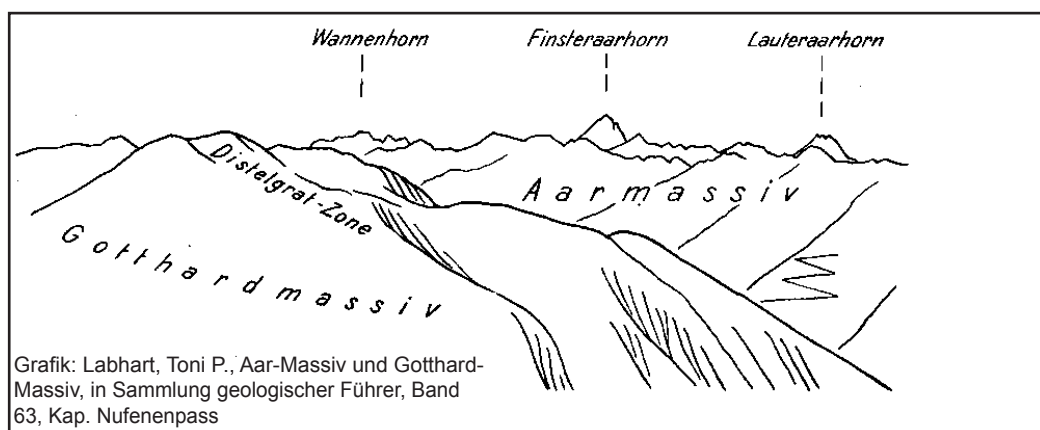 Wannenhorn Finsteraarhorn Lauteraarhorn
Distelgrat-Zone
Aarmassiv
Gotthardmassiv
Grafik: Labhart, Toni P., Aar-Massiv und Gotthard-
Massiv, in Sammlung geologischer Führer, Band
63, Kap. Nufenenpass